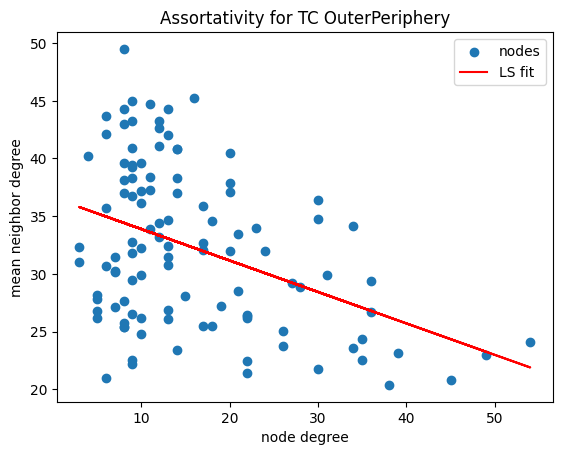 Assortativity for TC OuterPeriphery
nodes
LS fit
mean neighbor degree
50
45
40
35
30
25
20
10
20
30
40
50
node degree